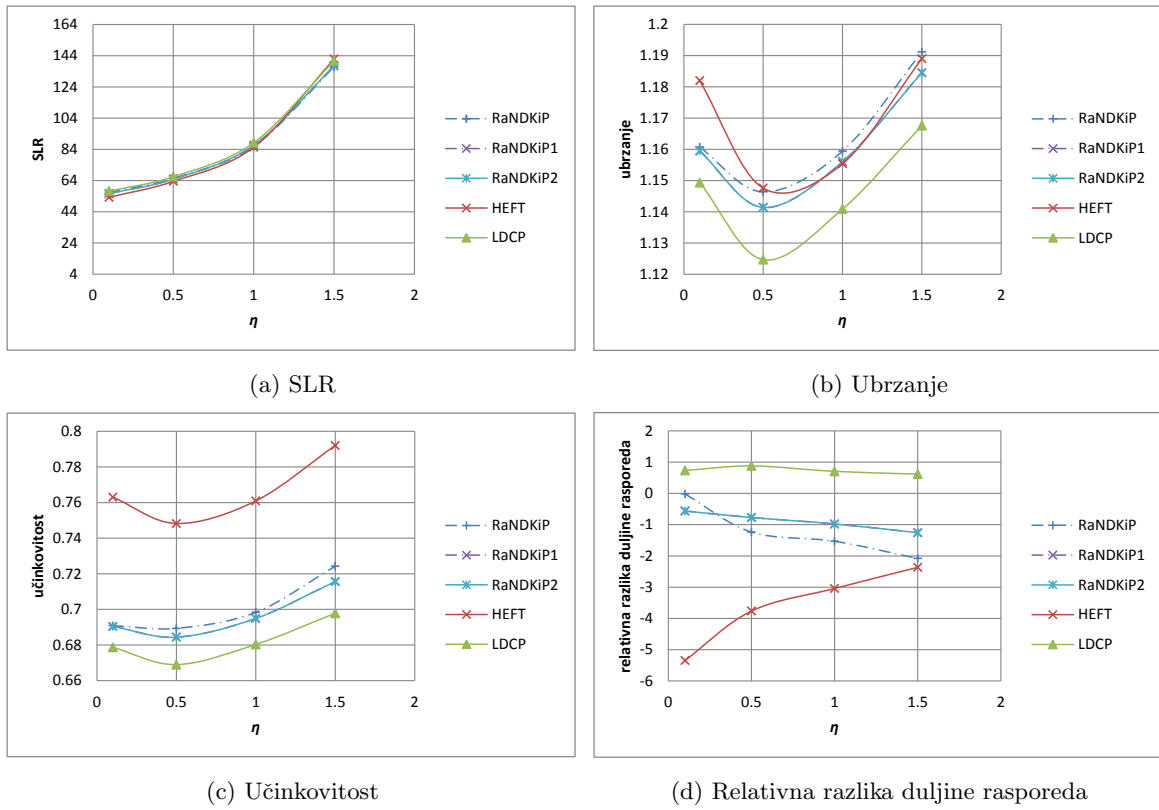 164
144
124
104
84
64
44
24
4
SLR
0
0.5
1
1.5
2
η
RaNDKiP
RaNDKiP1
RaNDKiP2
HEFT
LDCP
(a) SLR
1.2
1.19
1.18
1.17
1.16
1.15
1.14
1.13
1.12
ubrzanje
0
0.5
1
1.5
2
η
RaNDKiP
RaNDKiP1
RaNDKiP2
HEFT
LDCP
(b) Ubrzanje
0.8
0.78
0.76
0.74
0.72
0.7
0.68
0.66
učinkovitost
0
0.5
1
1.5
2
η
RaNDKiP
RaNDKiP1
RaNDKiP2
HEFT
LDCP
(c) Učinkovitost
2
1
0
-1
-2
-3
-4
-5
-6
relativna razlika duljine rasporeda
0
0.5
1
1.5
2
η
RaNDKiP
RaNDKiP1
RaNDKiP2
HEFT
LDCP
(d) Relativna razlika duljine rasporeda